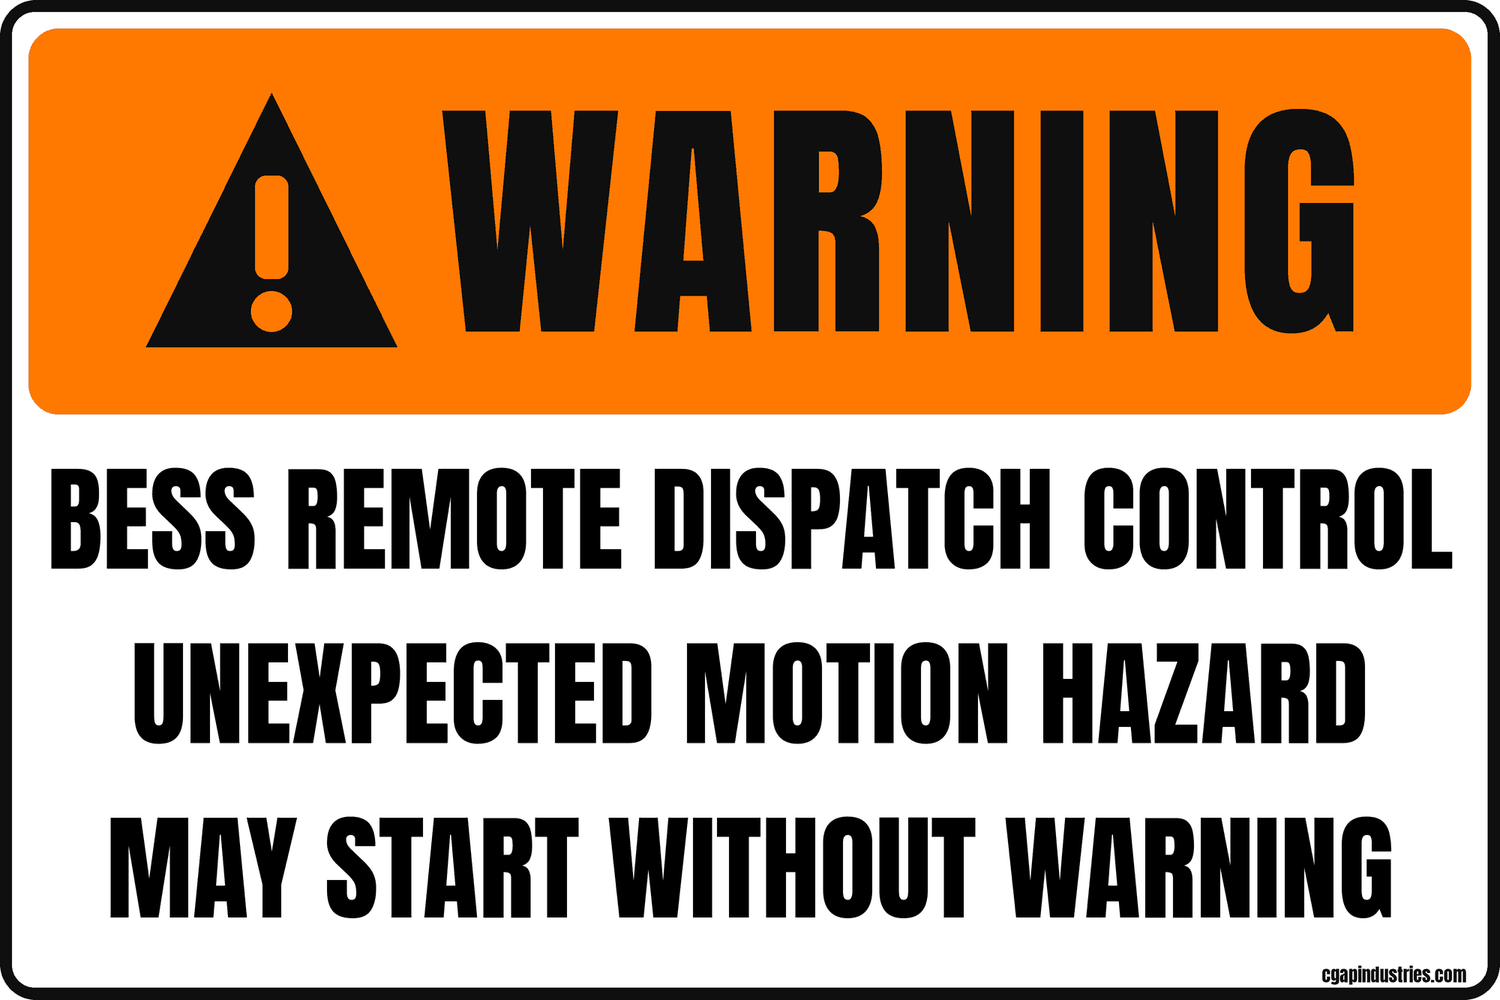 WARNING
BESS REMOTE DISPATCH CONTROL
UNEXPECTED MOTION HAZARD
MAY START WITHOUT WARNING
cgapindustries.com